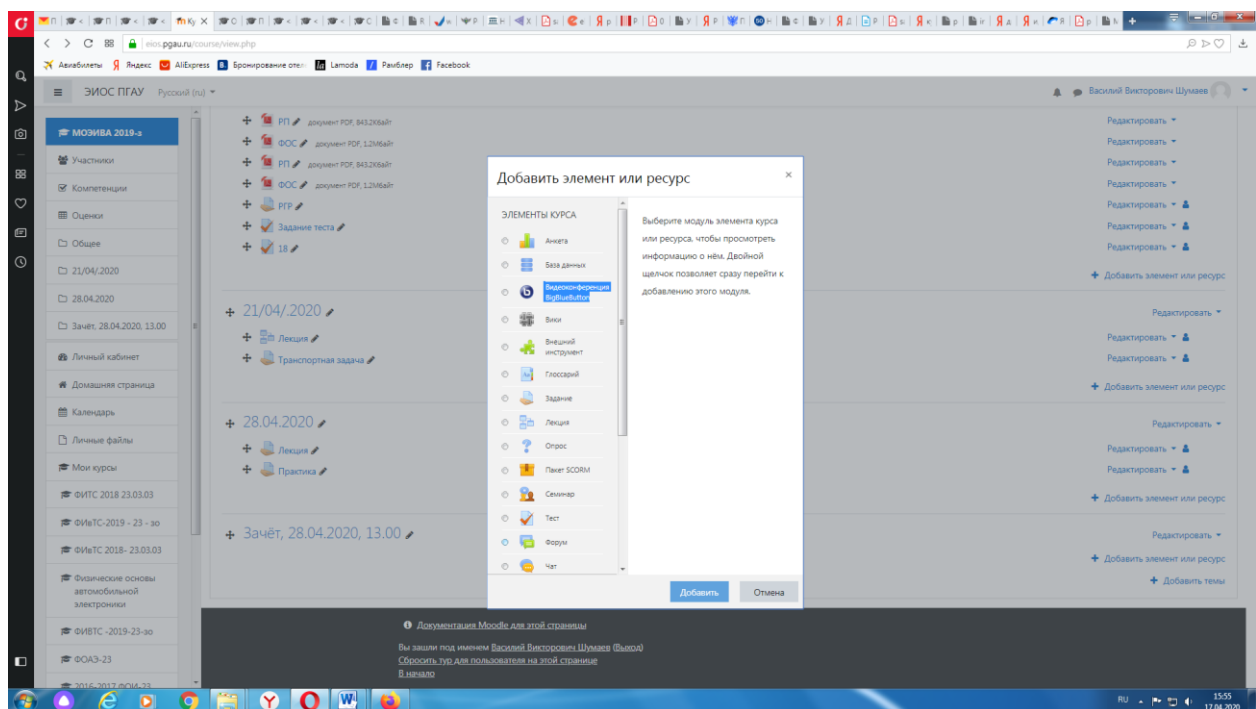 eios.pgau.ru/course/view.php
Авиабилеты Яндекс AliExpress Бронирование отел Lamoda Рамблер Facebook
ЭИОС ПГАУ Русский (ru)
Василий Викторович Шумаев
МОЭИВА 2019-з
Участники
Компетенции
Оценки
Общее
21/04/.2020
28.04.2020
Зачёт, 28.04.2020, 13.00
Личный кабинет
Домашняя страница
Календарь
Личные файлы
Мои курсы
ФИТС 2018 23.03.03
ФИвТС-2019 - 23 - зо
ФИвТС 2018- 23.03.03
Физические основы
автомобильной
электроники
ФИВТС -2019-23-зо
ФОАЭ-23
2016-2017 ФОИ-23
РП документ PDF, 843.2Кбайт Редактировать
ФОС документ PDF, 1.2Мбайт Редактировать
РП документ PDF, 843.2Кбайт Редактировать
ФОС документ PDF, 1.2Мбайт Редактировать
РГР Редактировать
Задание теста Редактировать
18 Редактировать
Добавить элемент или ресурс
21/04/.2020 Редактировать
Лекция Редактировать
Транспортная задача Редактировать
Добавить элемент или ресурс
28.04.2020 Редактировать
Лекция Редактировать
Практика Редактировать
Добавить элемент или ресурс
Зачёт, 28.04.2020, 13.00 Редактировать
Добавить элемент или ресурс
Добавить темы
Добавить элемент или ресурс ×
ЭЛЕМЕНТЫ КУРСА
Анкета
База данных
Видеоконференция
BigBlueButton
Вики
Внешний
инструмент
Глоссарий
Задание
Лекция
Опрос
Пакет SCORM
Семинар
Тест
Форум
Чат
Выберите модуль элемента курса
или ресурса, чтобы просмотреть
информацию о нём. Двойной
щелчок позволяет сразу перейти к
добавлению этого модуля.
Добавить Отмена
Документация Moodle для этой страницы
Вы зашли под именем Василий Викторович Шумаев (Выход)
Сбросить тур для пользователя на этой странице
В начало
RU
15:55
17.04.2020